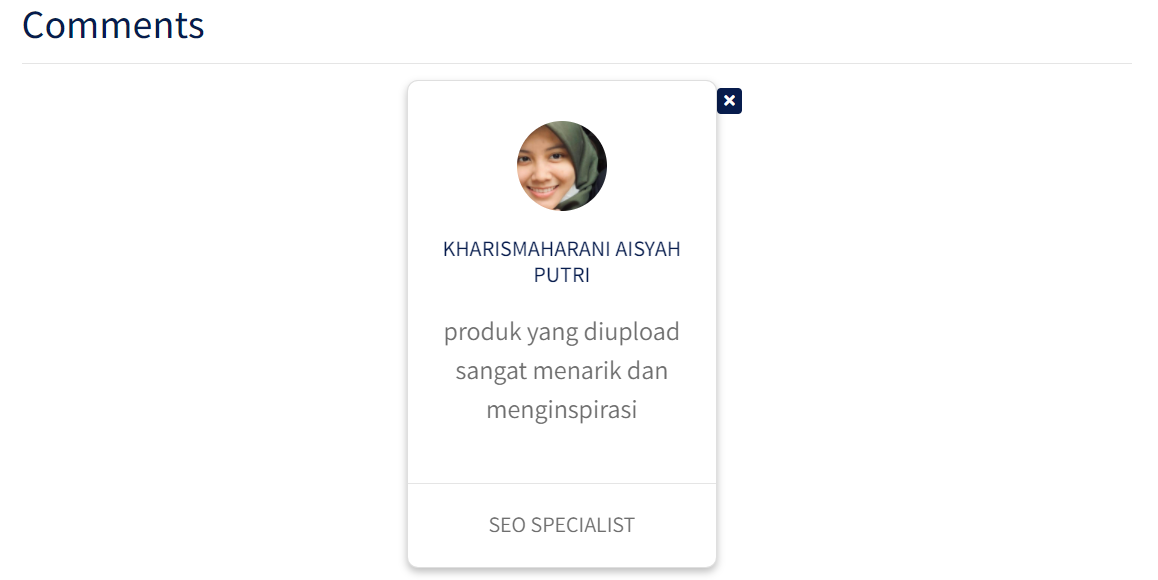 Comments
KHARISMAHARANI AISYAH
PUTRI
produk yang diupload
sangat menarik dan
menginspirasi
SEO SPECIALIST